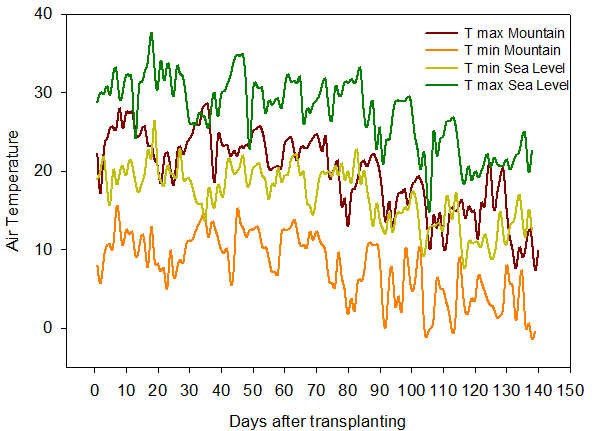 40
T max Mountain
T min Mountain
T min Sea Level
T max Sea Level
30
20
10
0
Air Temperature
0 10 20 30 40 50 60 70 80 90 100 110 120 130 140 150
Days after transplanting